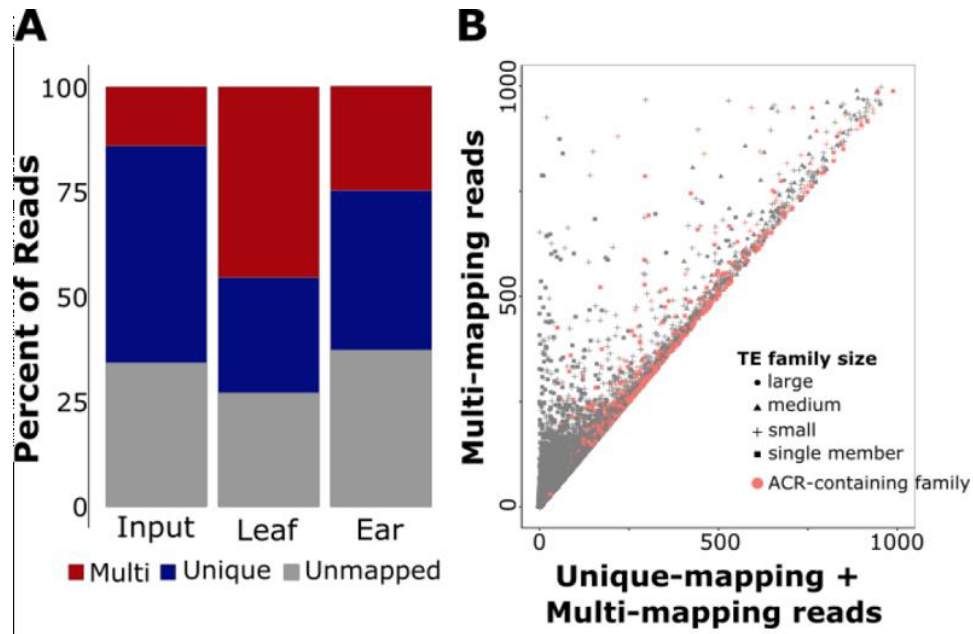 A
Percent of Reads
100
75
50
25
0
Input Leaf Ear
Multi Unique Unmapped
B
Multi-mapping reads
1000
500
0
TE family size
large
medium
small
single member
ACR-containing family
0 500 1000
Unique-mapping +
Multi-mapping reads